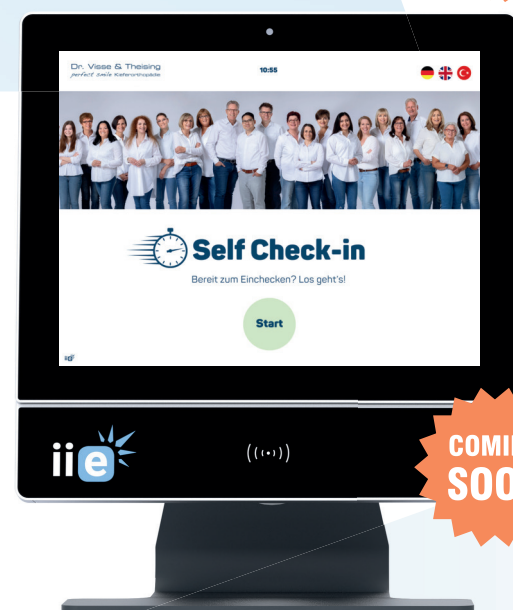 Dr. Visse & Theising
perfect smile Kieferorthopädie
10:55
Self Check-in
Bereit zum Einchecken? Los geht's!
Start
iie
iie
SOO